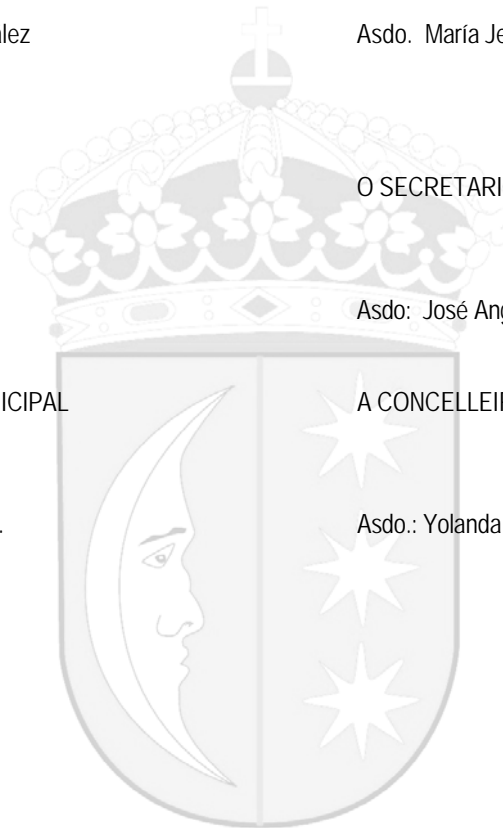 lez
Asdo. María Je
O SECRETARI
Asdo: José Ang
ICIPAL
A CONCELLEI
.
Asdo.: Yolanda